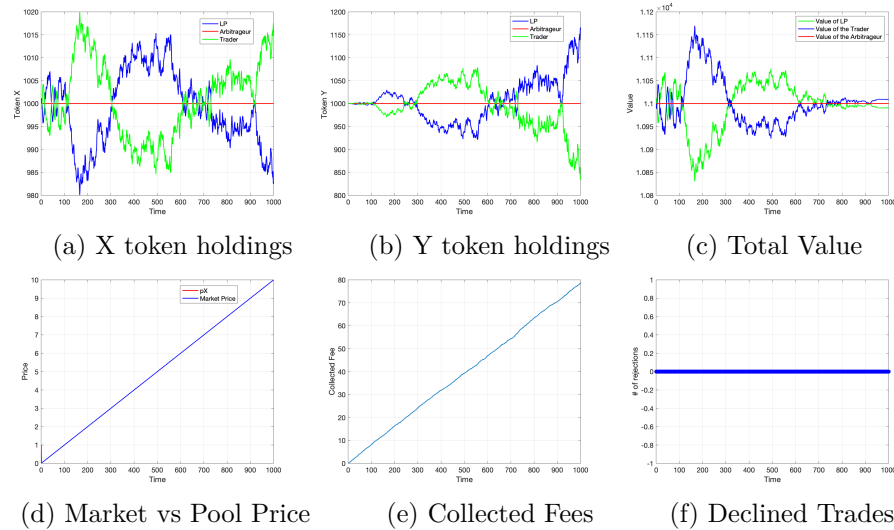 1020
1015
1010
1005
1000
995
990
985
980
Token X
0 100 200 300 400 500 600 700 800 900 1000
Time
LP
Arbitrageur
Trader
(a) X token holdings
1200
1150
1100
1050
1000
950
900
850
800
Token Y
0 100 200 300 400 500 600 700 800 900 1000
Time
LP
Arbitrageur
Trader
(b) Y token holdings
1.12 ×10⁴
1.115
1.11
1.105
1.1
1.095
1.09
1.085
1.08
Value
0 100 200 300 400 500 600 700 800 900 1000
Time
Value of LP
Value of the Trader
Value of the Arbitrageur
(c) Total Value
10
9
8
7
6
5
4
3
2
1
0
Price
0 100 200 300 400 500 600 700 800 900 1000
Time
pX
Market Price
(d) Market vs Pool Price
80
70
60
50
40
30
20
10
0
Collected Fee
0 100 200 300 400 500 600 700 800 900 1000
Time
(e) Collected Fees
1
0.8
0.6
0.4
0.2
0
-0.2
-0.4
-0.6
-0.8
-1
# of rejections
0 100 200 300 400 500 600 700 800 900 1000
Time
(f) Declined Trades